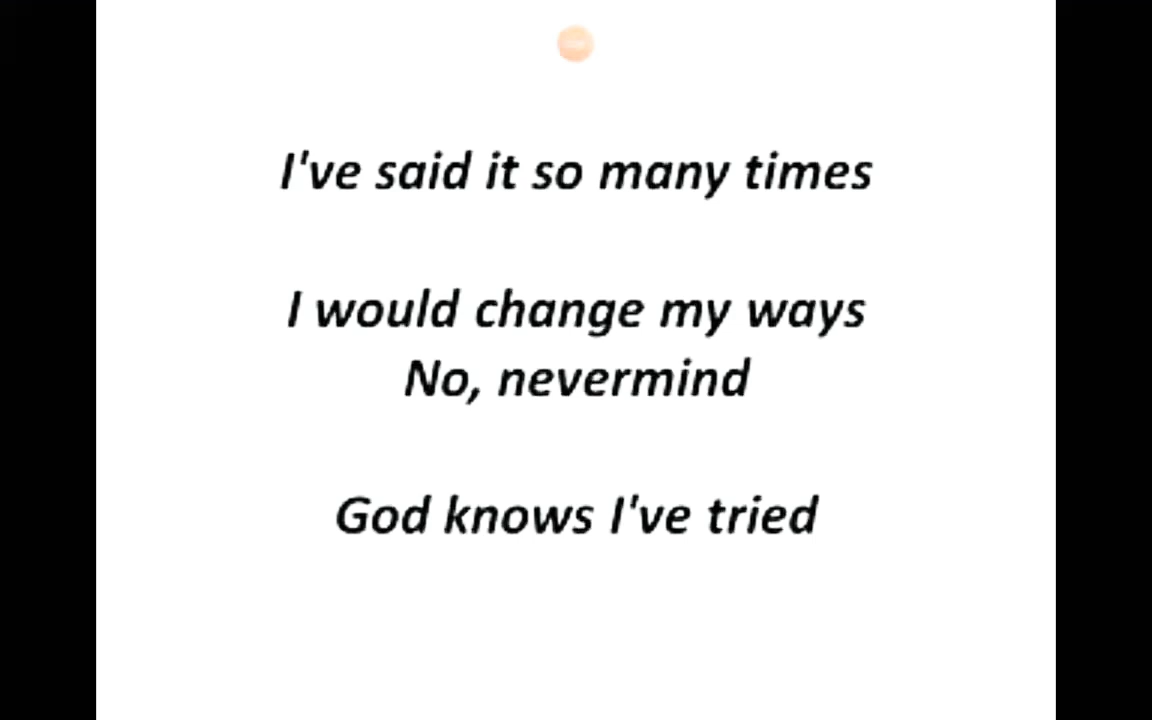 I've said it so many times
I would change my ways
No, nevermind
God knows I've tried